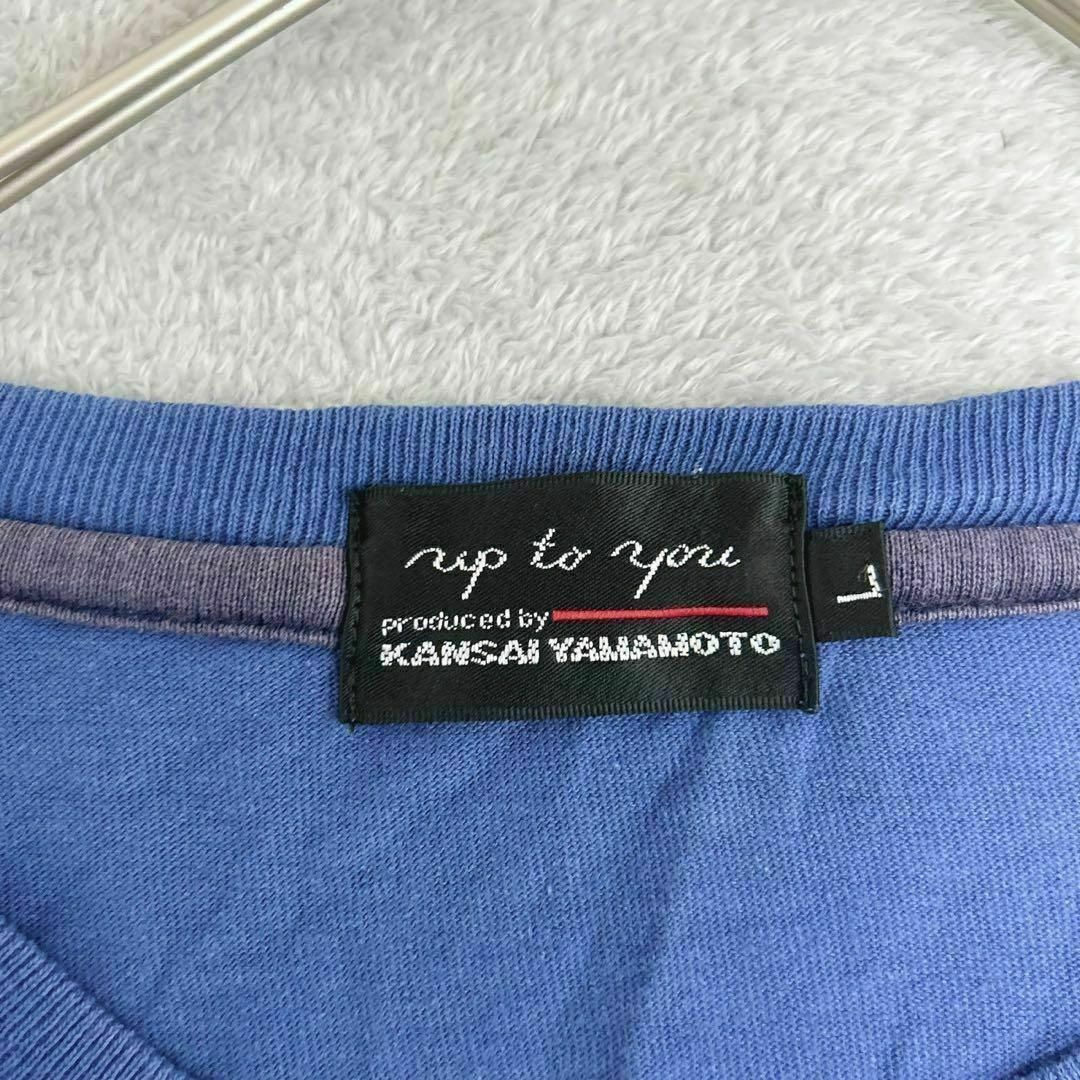 up to you
produced by
KANSAI YAMAMOTO
L